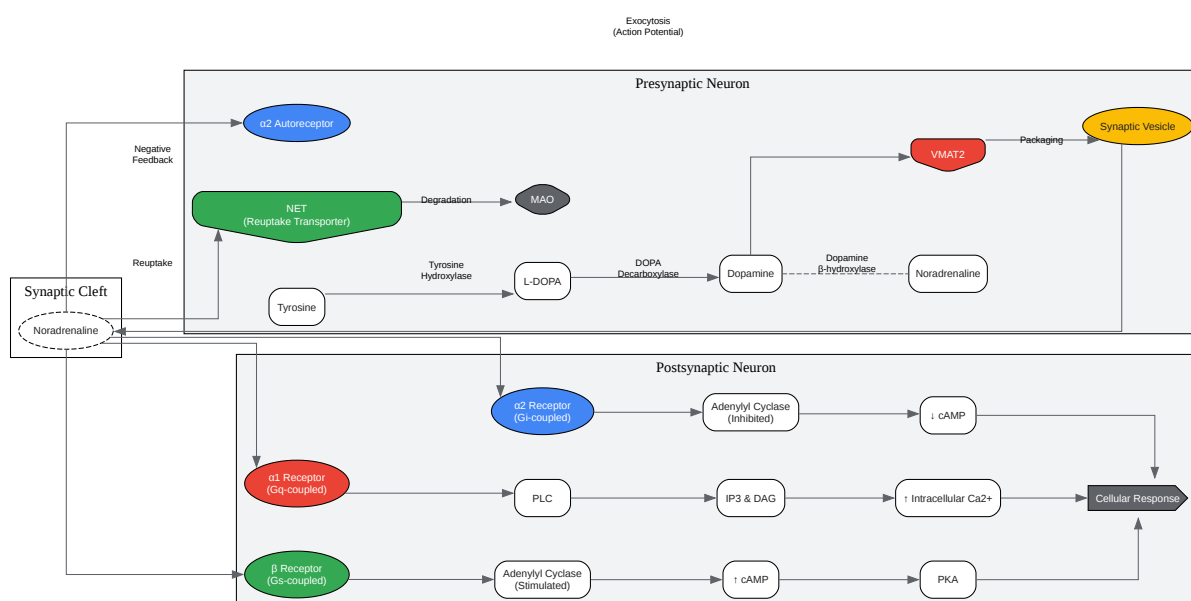 Exocytosis
(Action Potential)
Presynaptic Neuron
α2 Autoreceptor
Synaptic Vesicle
Negative
Feedback
Packaging
VMAT2
NET
(Reuptake Transporter)
Degradation
MAO
Reuptake
Tyrosine
Hydroxylase
DOPA
Decarboxylase
Dopamine
β-hydroxylase
L-DOPA
Dopamine
Noradrenaline
Tyrosine
Synaptic Cleft
Noradrenaline
Postsynaptic Neuron
α2 Receptor
(Gi-coupled)
Adenylyl Cyclase
(Inhibited)
↓ cAMP
α1 Receptor
(Gq-coupled)
PLC
IP3 & DAG
↑ Intracellular Ca2+
Cellular Response
β Receptor
(Gs-coupled)
Adenylyl Cyclase
(Stimulated)
↑ cAMP
PKA